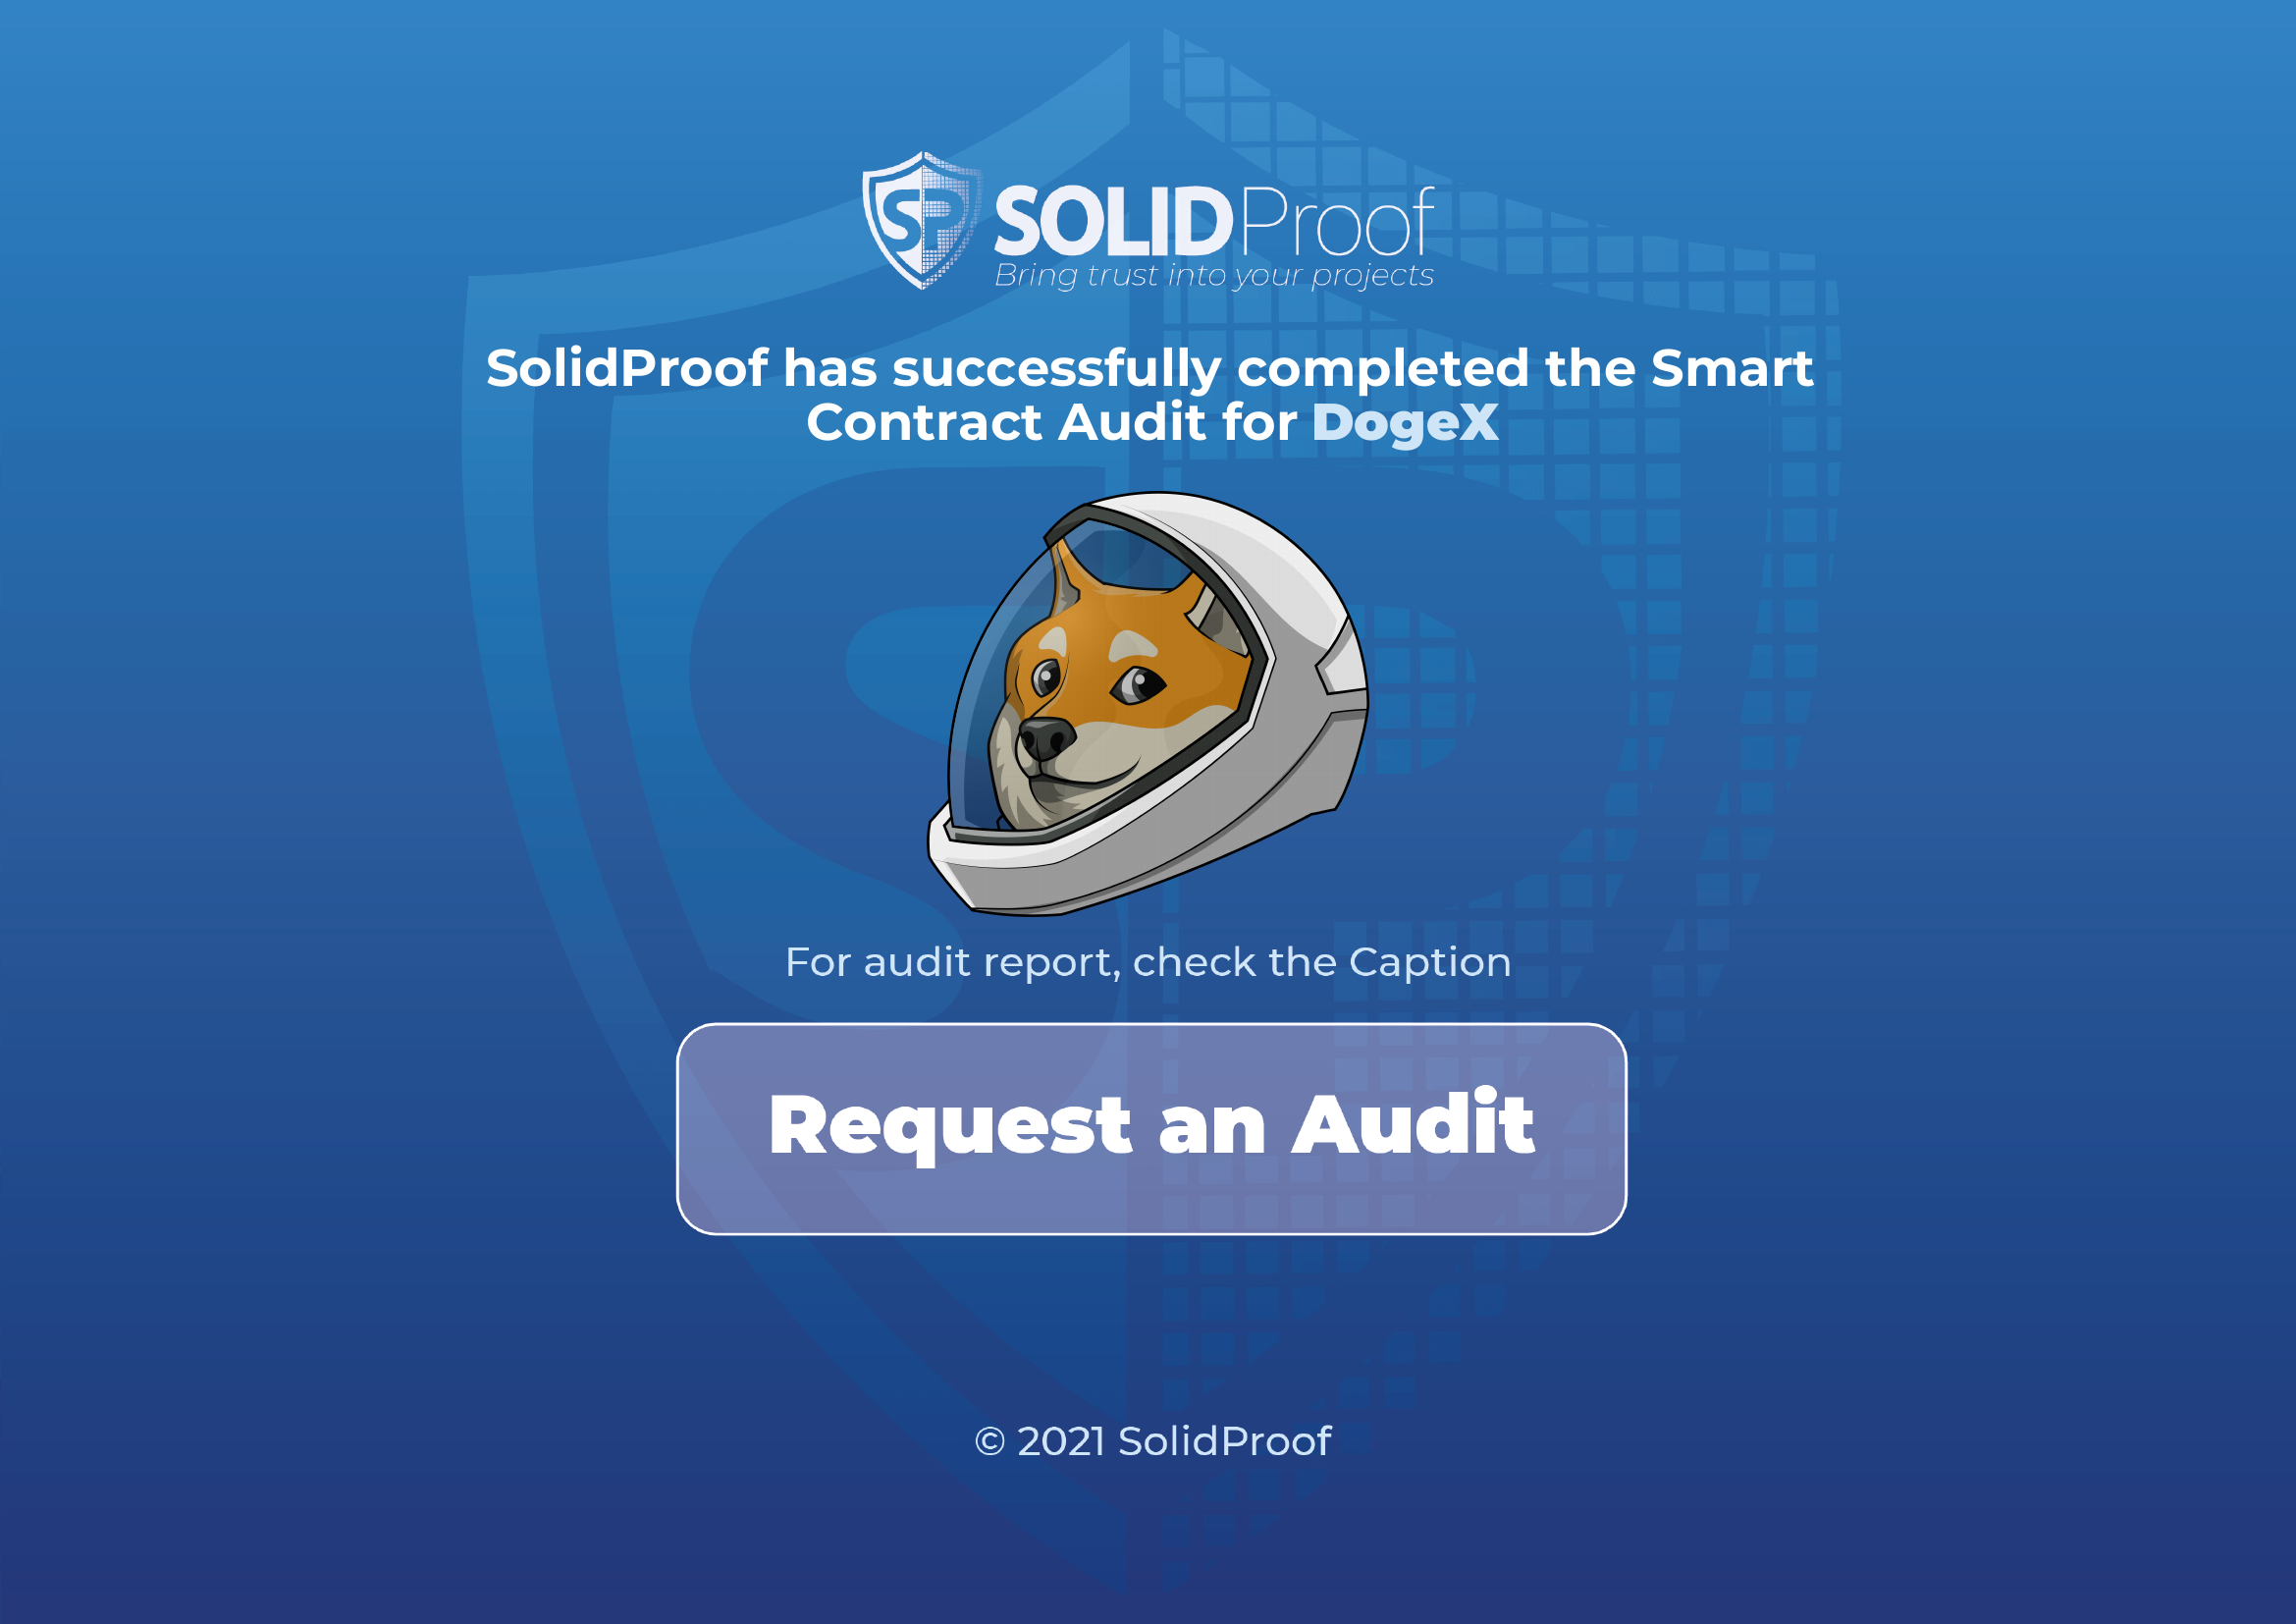 SP SOLIDProof
Bring trust into your projects
SolidProof has successfully completed the Smart
Contract Audit for DogeX
For audit report, check the Caption
Request an Audit
© 2021 SolidProof